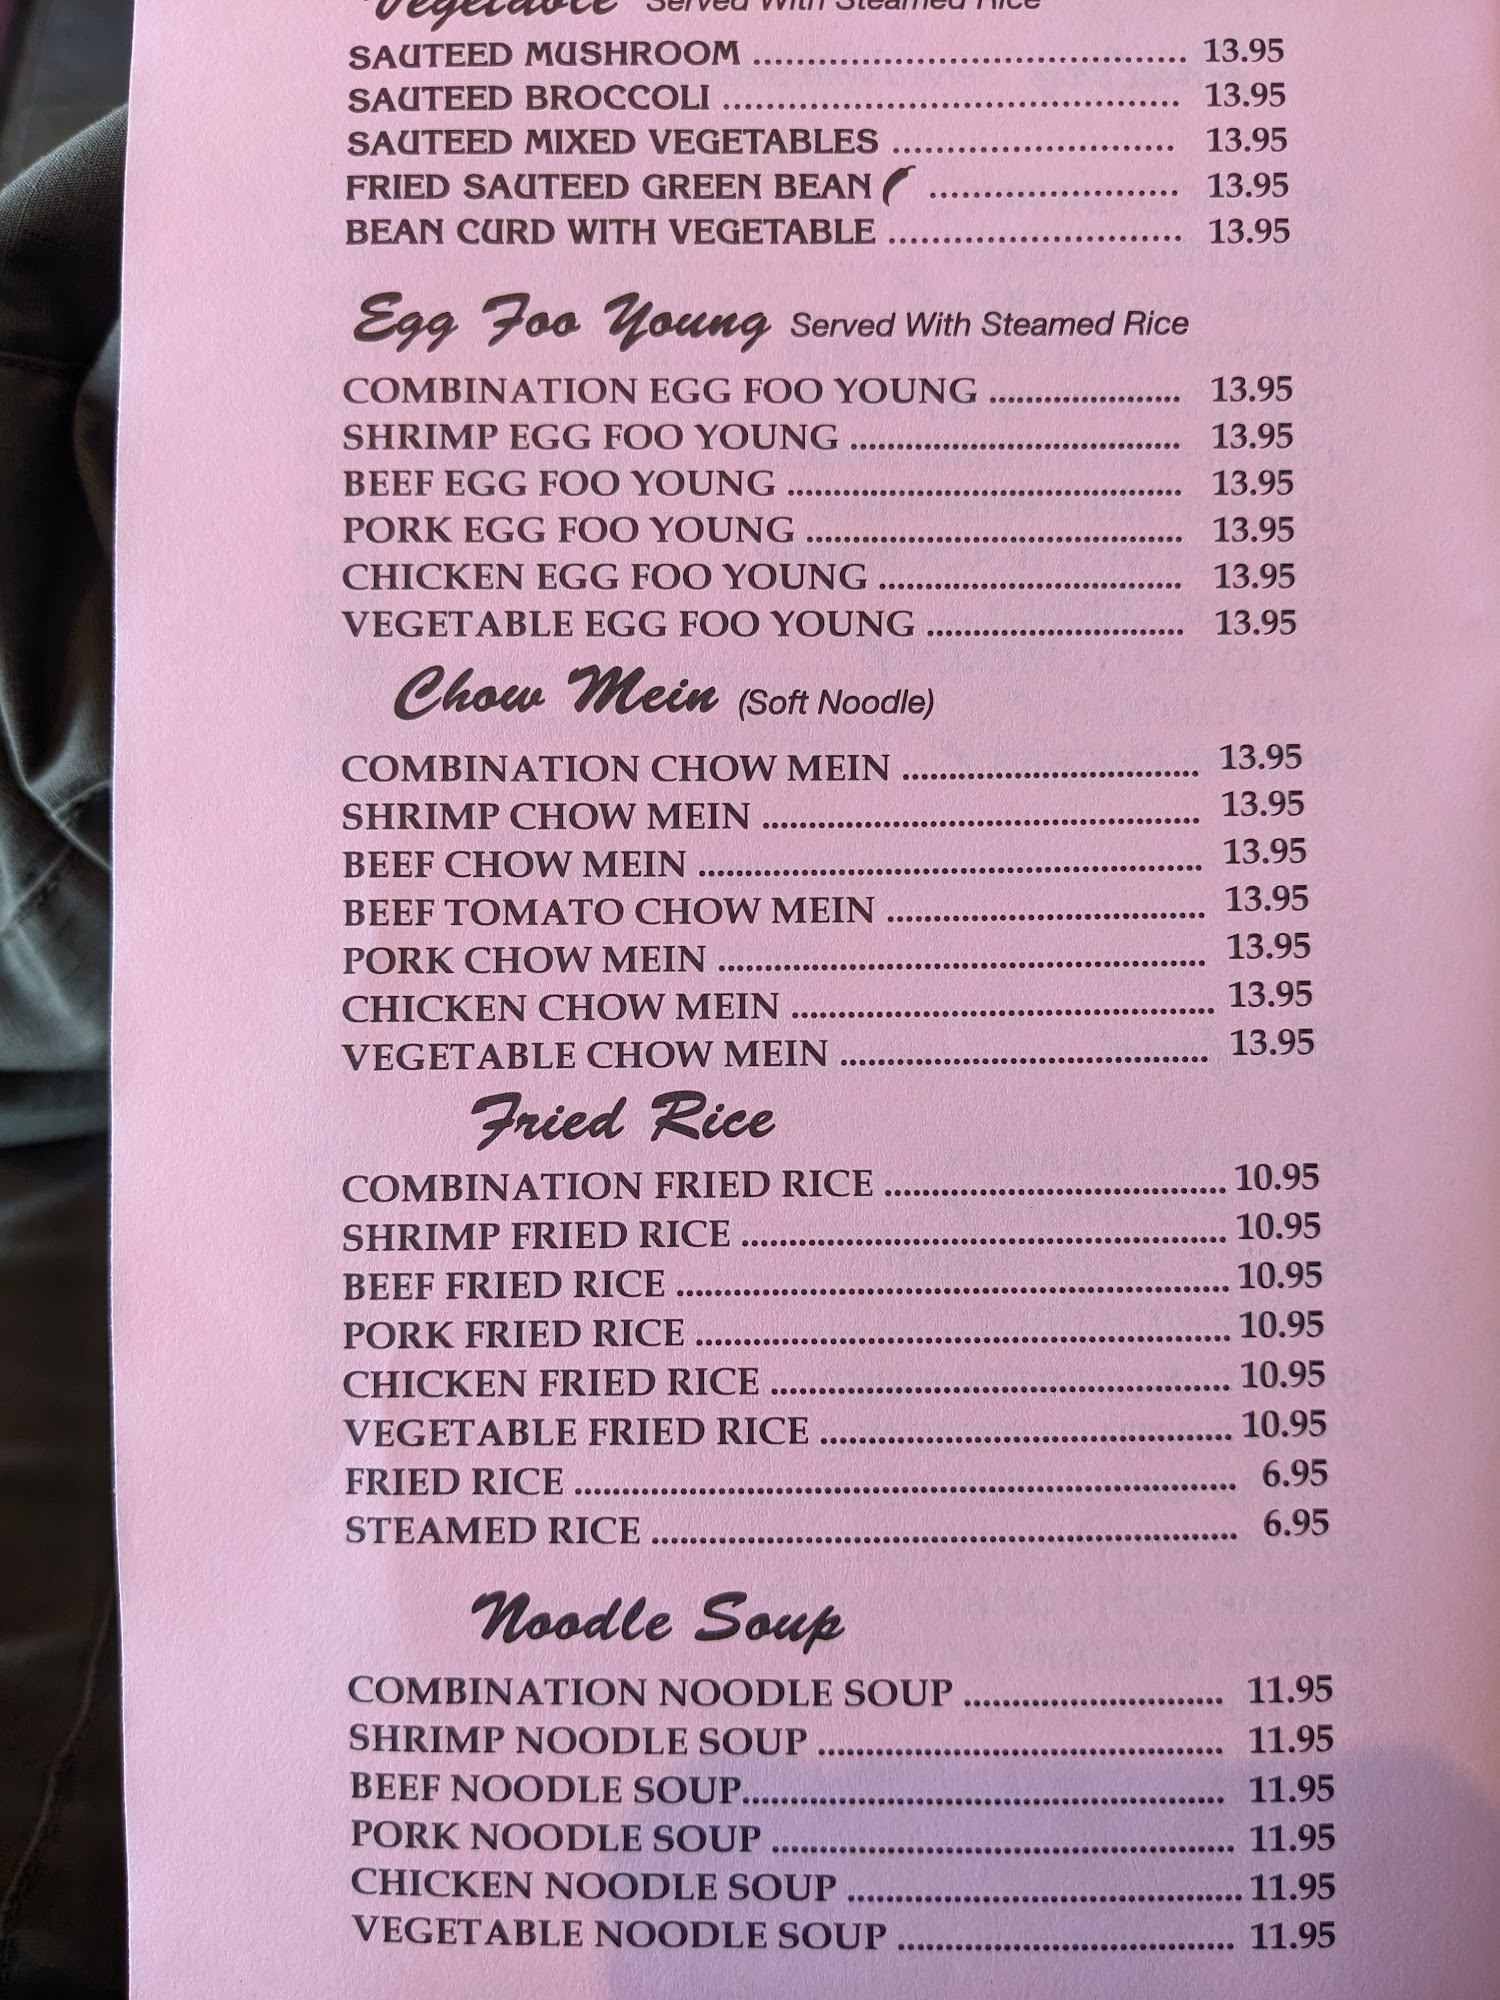 Vegetable Served With Steamed Rice
SAUTEED MUSHROOM ........................................ 13.95
SAUTEED BROCCOLI ........................................ 13.95
SAUTEED MIXED VEGETABLES ........................... 13.95
FRIED SAUTEED GREEN BEAN ........................ 13.95
BEAN CURD WITH VEGETABLE ............................ 13.95
Egg Foo Young Served With Steamed Rice
COMBINATION EGG FOO YOUNG ..................... 13.95
SHRIMP EGG FOO YOUNG .................................... 13.95
BEEF EGG FOO YOUNG ........................................... 13.95
PORK EGG FOO YOUNG ......................................... 13.95
CHICKEN EGG FOO YOUNG ................................. 13.95
VEGETABLE EGG FOO YOUNG ............................ 13.95
Chow Mein (Soft Noodle)
COMBINATION CHOW MEIN ................................ 13.95
SHRIMP CHOW MEIN ............................................... 13.95
BEEF CHOW MEIN ...................................................... 13.95
BEEF TOMATO CHOW MEIN .................................. 13.95
PORK CHOW MEIN .................................................... 13.95
CHICKEN CHOW MEIN ............................................. 13.95
VEGETABLE CHOW MEIN ....................................... 13.95
Fried Rice
COMBINATION FRIED RICE ..................................... 10.95
SHRIMP FRIED RICE .................................................... 10.95
BEEF FRIED RICE ........................................................... 10.95
PORK FRIED RICE ......................................................... 10.95
CHICKEN FRIED RICE ................................................. 10.95
VEGETABLE FRIED RICE ............................................ 10.95
FRIED RICE ...................................................................... 6.95
STEAMED RICE .............................................................. 6.95
Noodle Soup
COMBINATION NOODLE SOUP ........................... 11.95
SHRIMP NOODLE SOUP .......................................... 11.95
BEEF NOODLE SOUP.................................................. 11.95
PORK NOODLE SOUP ................................................ 11.95
CHICKEN NOODLE SOUP ......................................... 11.95
VEGETABLE NOODLE SOUP ................................... 11.95